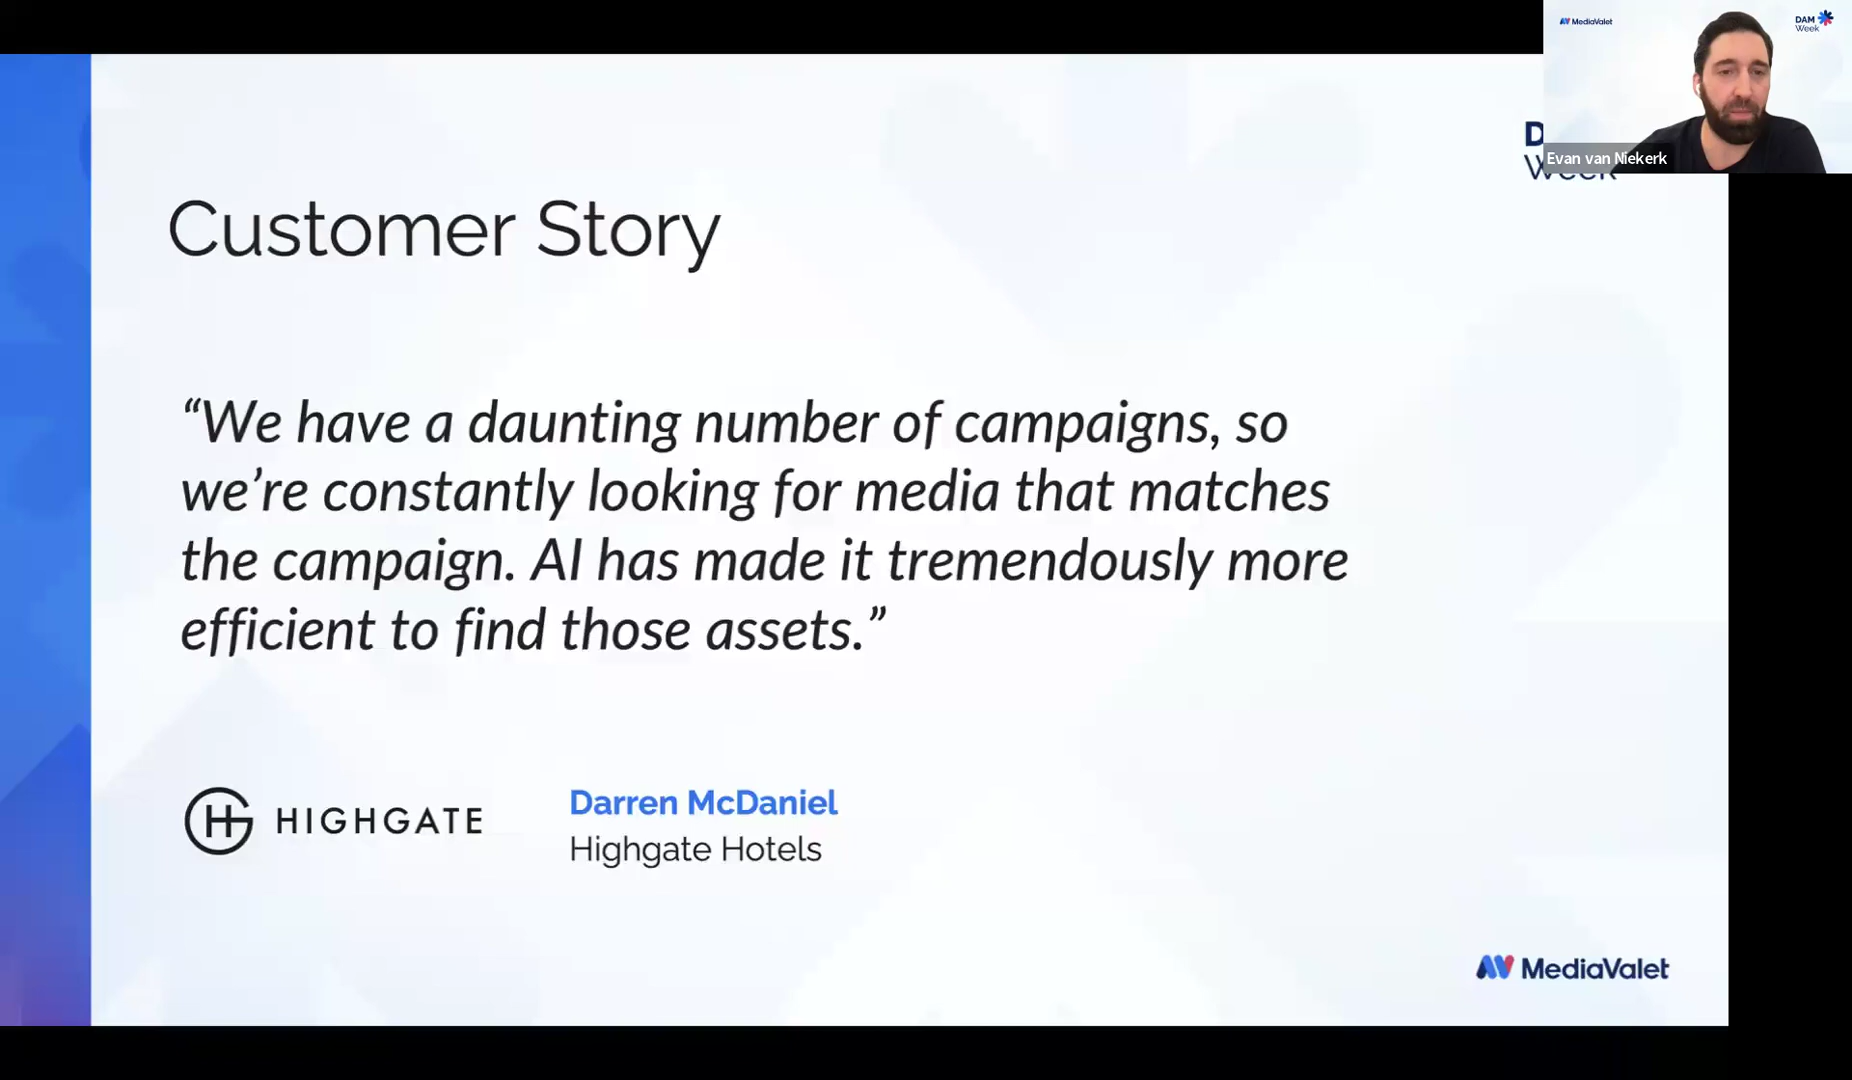 MediaValet
DAM
Week
Evan van Niekerk
D
Week
Customer Story
“We have a daunting number of campaigns, so
we’re constantly looking for media that matches
the campaign. AI has made it tremendously more
efficient to find those assets.”
HIGHGATE
Darren McDaniel
Highgate Hotels
MediaValet